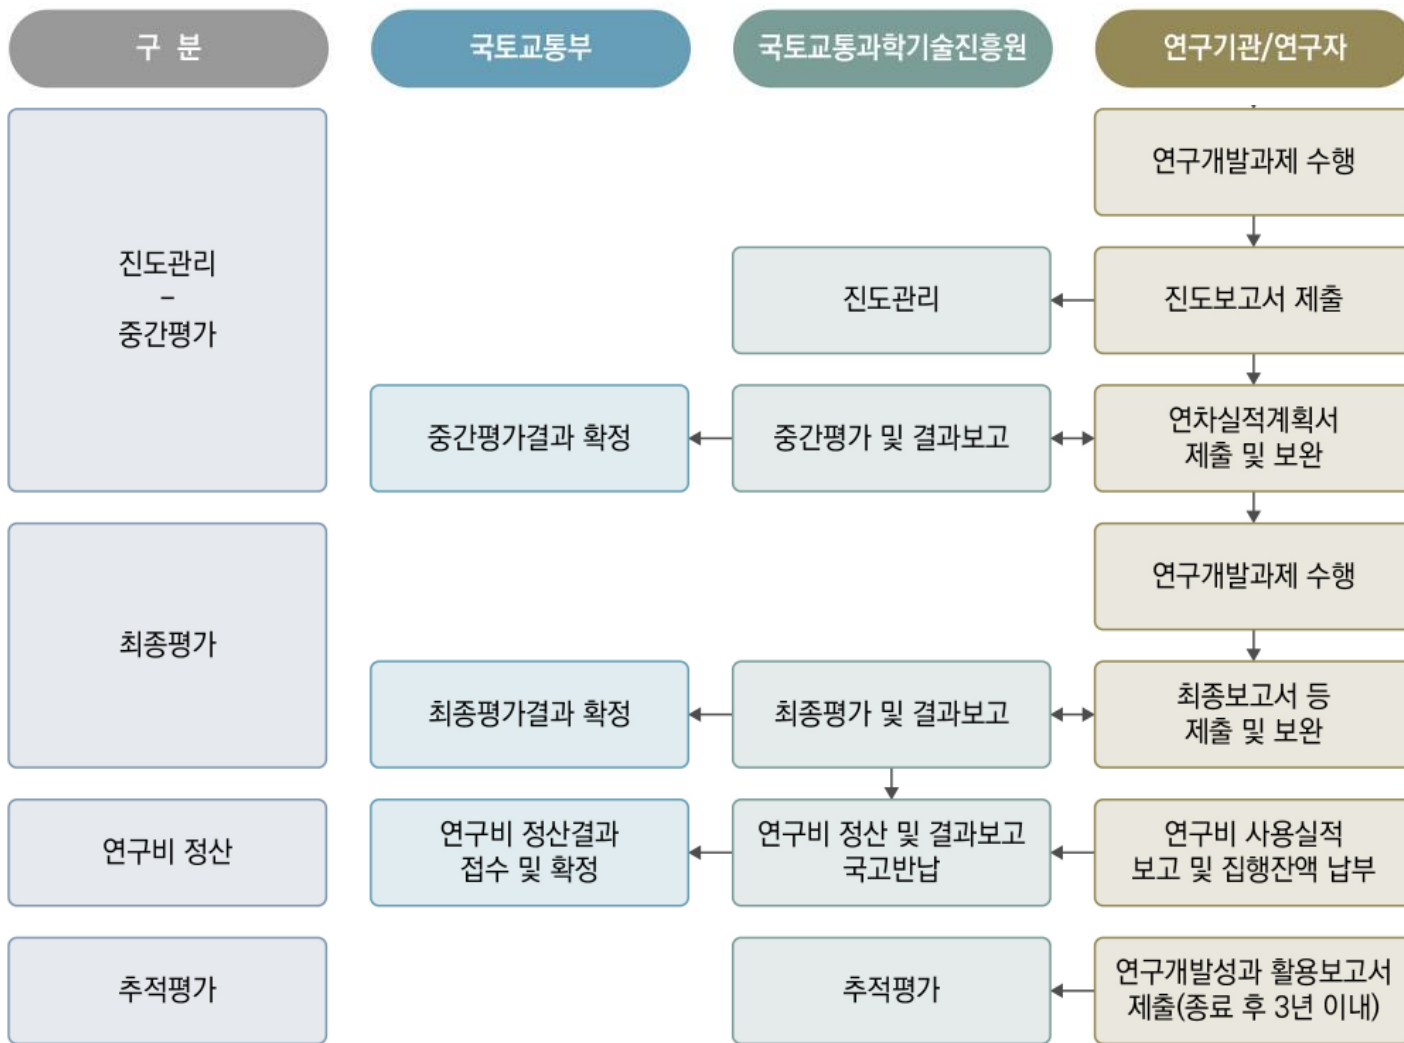 구 분
국토교통부
국토교통과학기술진흥원
연구기관/연구자
진도관리
–
중간평가
연구개발과제 수행
진도관리
진도보고서 제출
중간평가결과 확정
중간평가 및 결과보고
연차실적계획서
제출 및 보완
최종평가
연구개발과제 수행
최종평가결과 확정
최종평가 및 결과보고
최종보고서 등
제출 및 보완
연구비 정산
연구비 정산결과
접수 및 확정
연구비 정산 및 결과보고
국고반납
연구비 사용실적
보고 및 집행잔액 납부
추적평가
추적평가
연구개발성과 활용보고서
제출(종료 후 3년 이내)